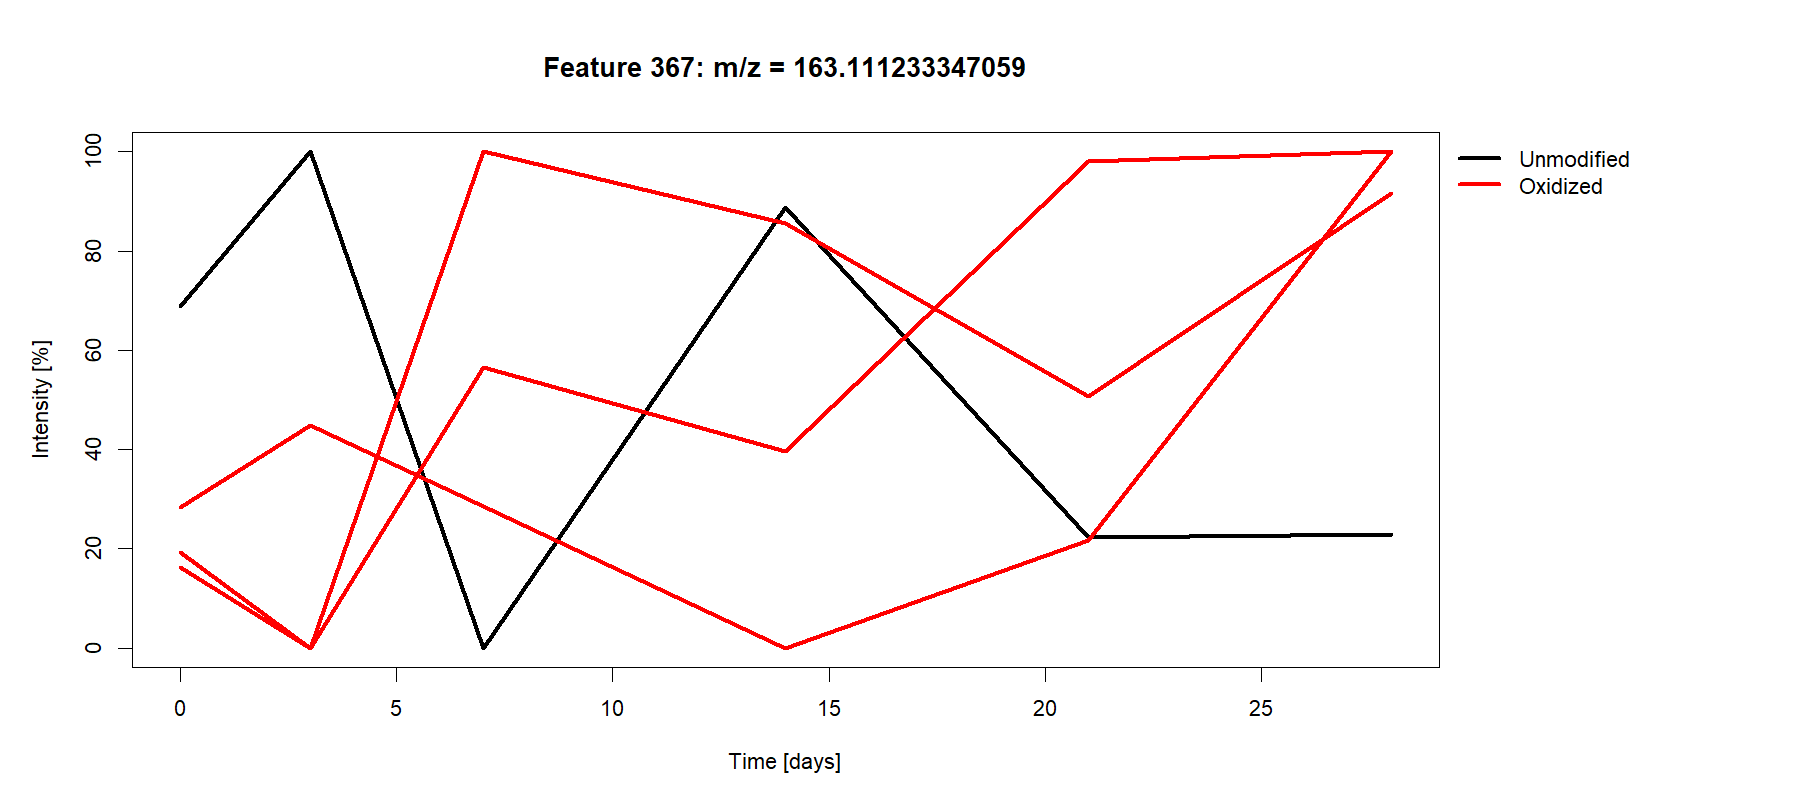 Feature 367: m/z = 163.111233347059
Unmodified
Oxidized
100
80
60
40
20
0
Intensity [%]
0 5 10 15 20 25
Time [days]